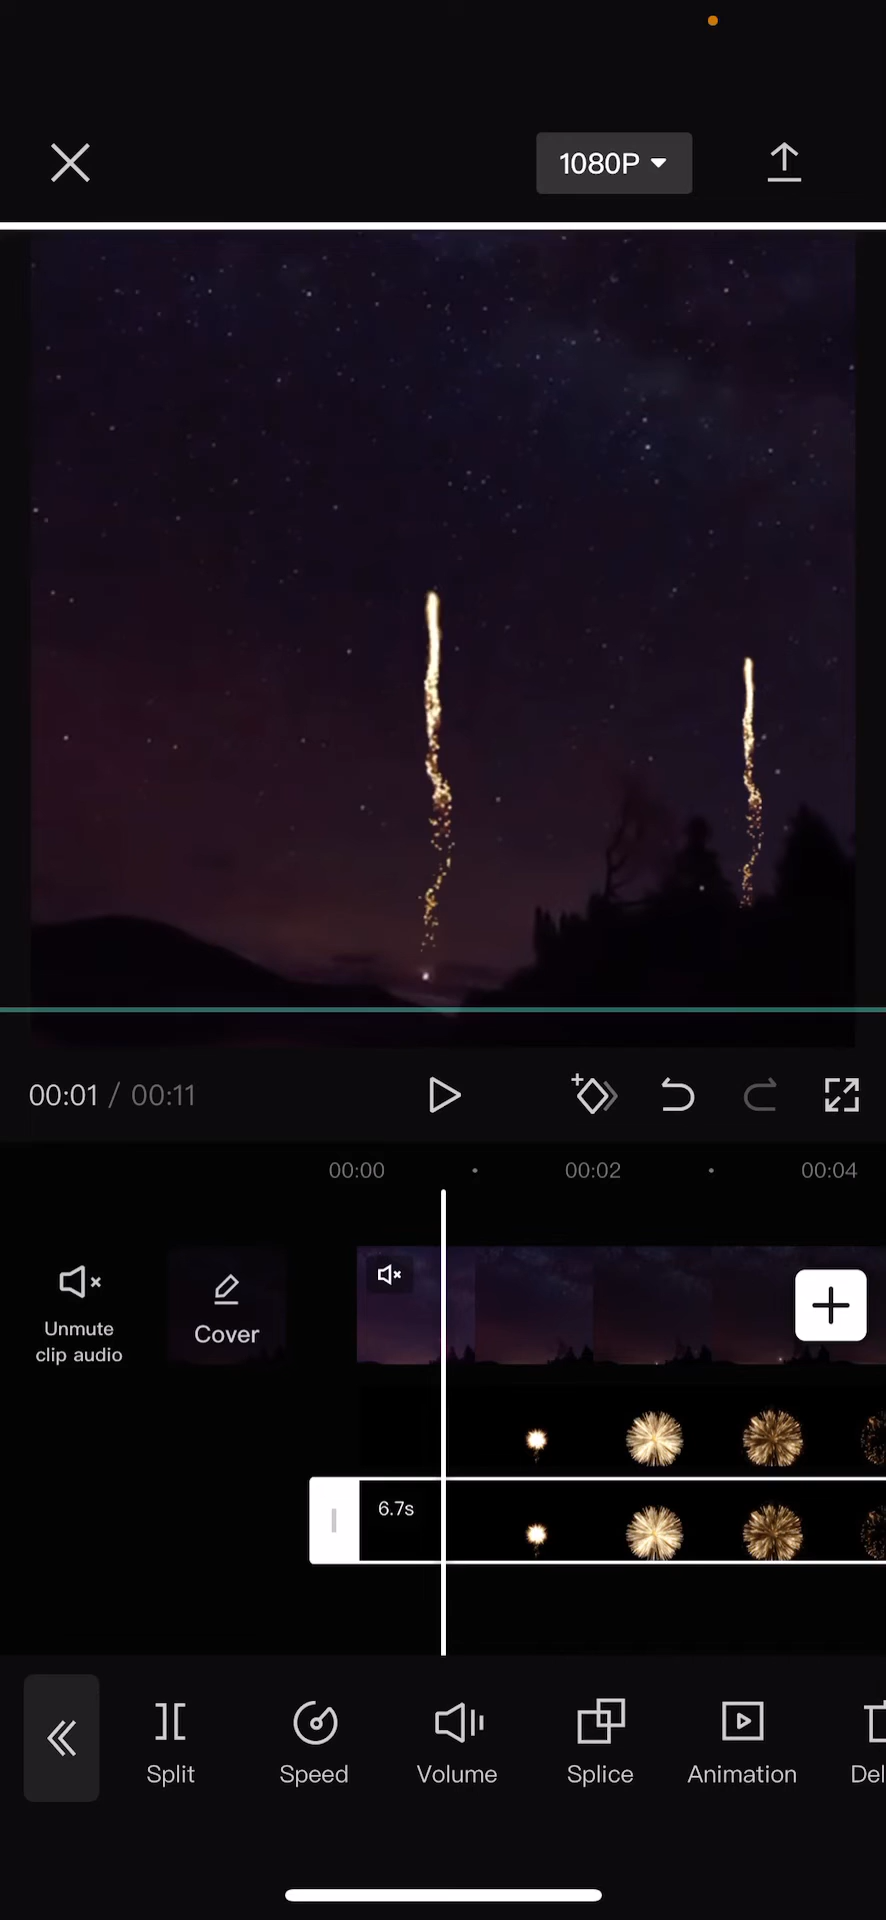 1080P
00:01 / 00:11
00:00
00:02
00:04
Unmute
clip audio
Cover
6.7s
Split
Speed
Volume
Splice
Animation
Del